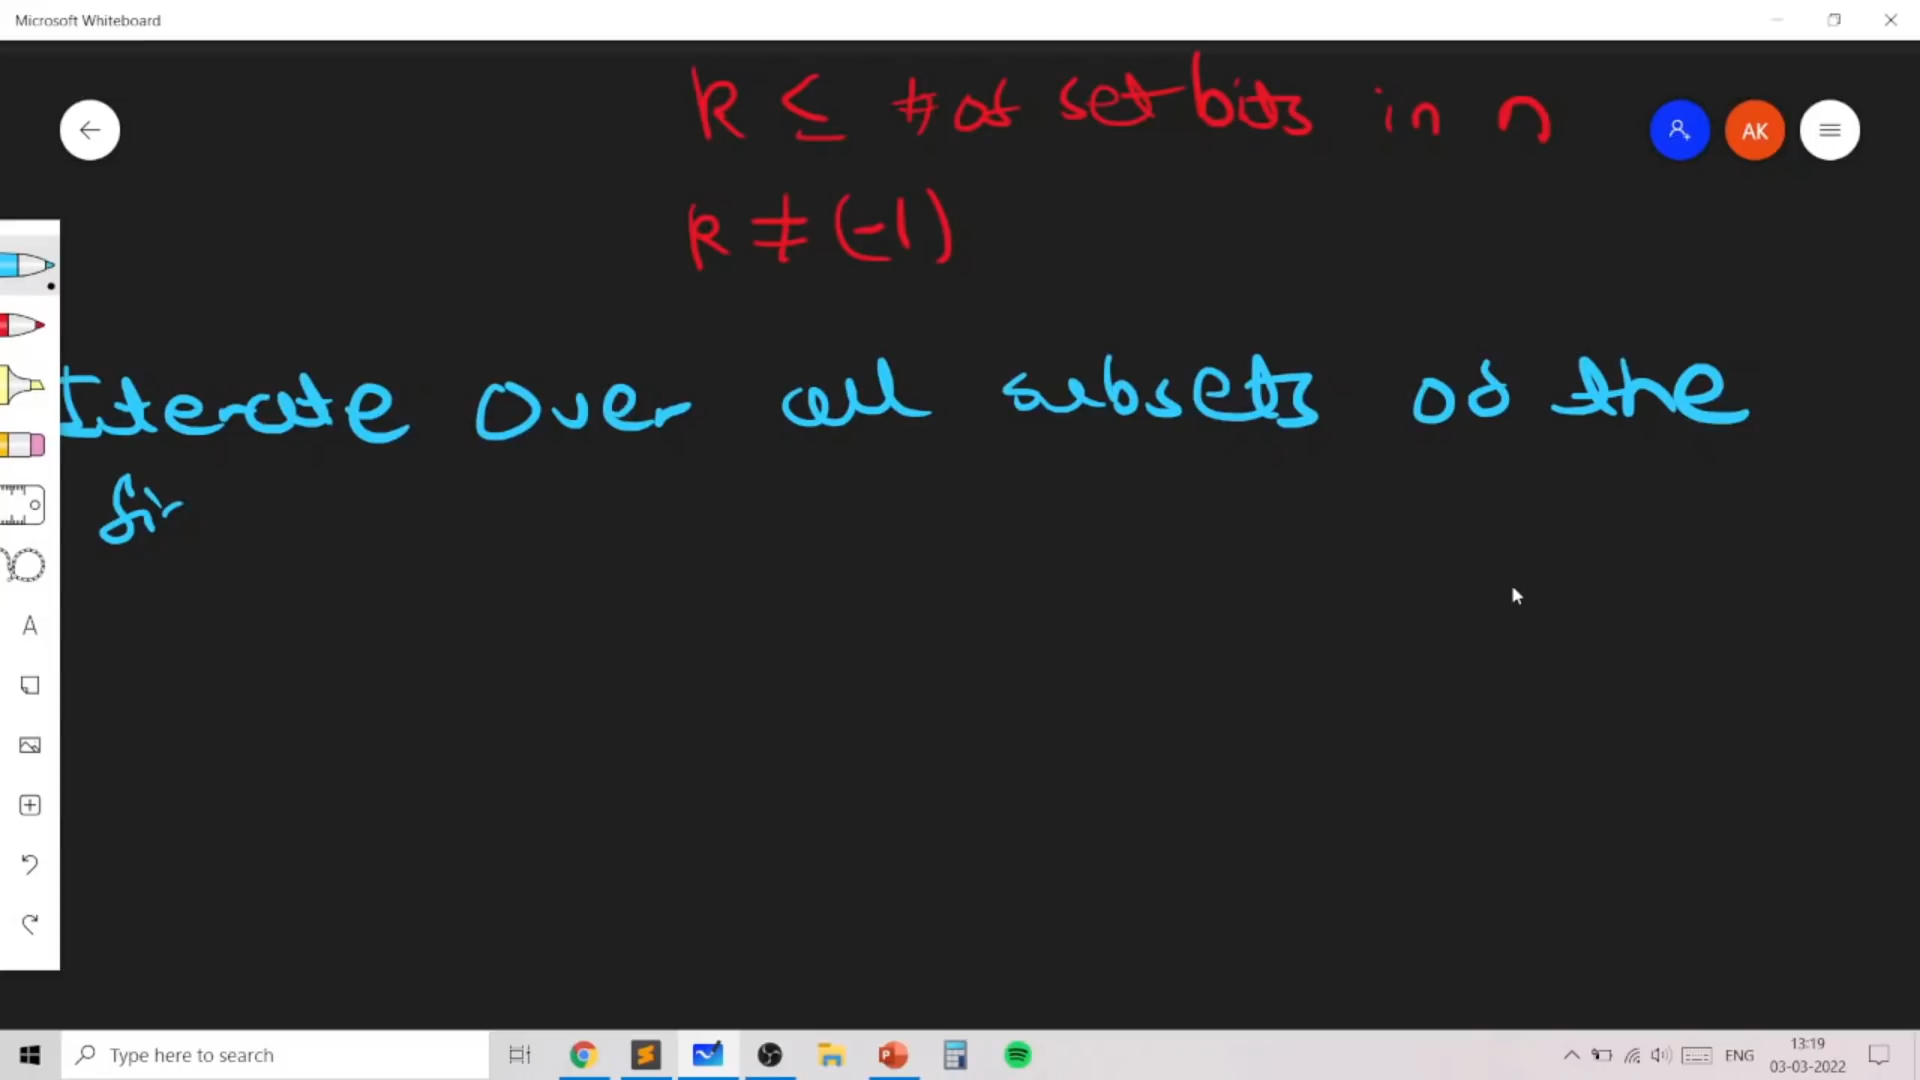 Microsoft Whiteboard
k ≤ # of set bits in n
AK
k ≠ (-1)
Iterate over all subsets of the
fir
A
Type here to search
P
ENG
13:19
03-03-2022